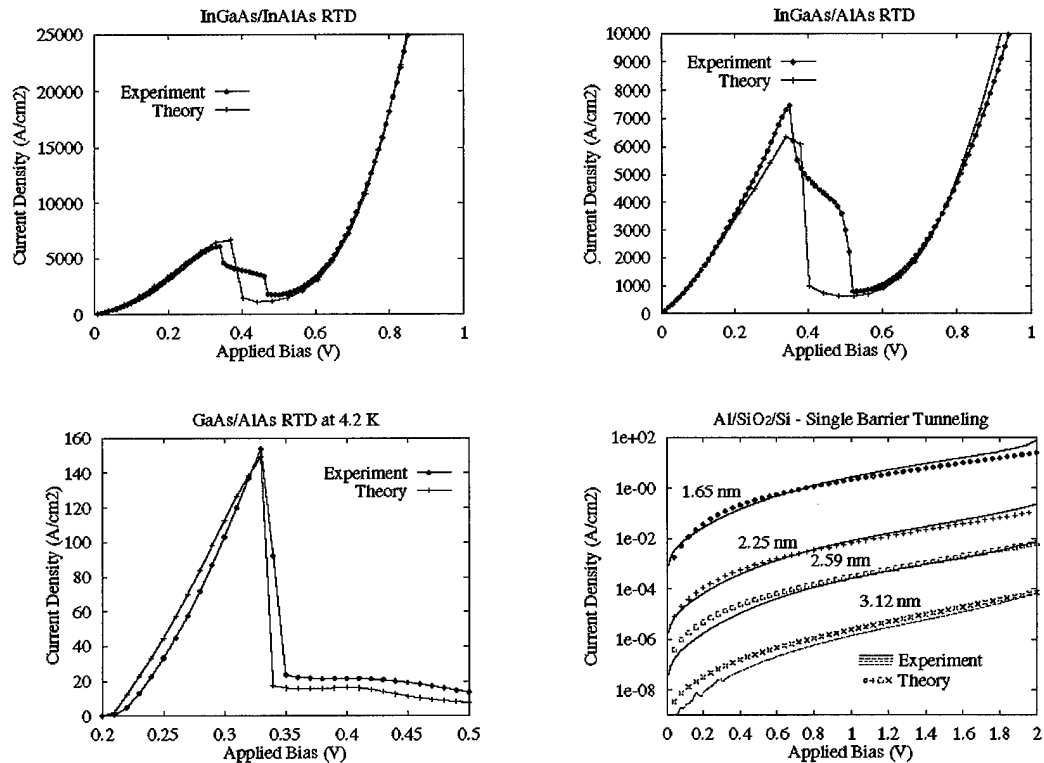 InGaAs/InAlAs RTD
Current Density (A/cm2)
25000
20000
15000
10000
5000
0
Experiment
Theory
0 0.2 0.4 0.6 0.8 1
Applied Bias (V)
InGaAs/AlAs RTD
Current Density (A/cm2)
10000
9000
8000
7000
6000
5000
4000
3000
2000
1000
0
Experiment
Theory
0 0.2 0.4 0.6 0.8 1
Applied Bias (V)
GaAs/AlAs RTD at 4.2 K
Current Density (A/cm2)
160
140
120
100
80
60
40
20
0
Experiment
Theory
0.2 0.25 0.3 0.35 0.4 0.45 0.5
Applied Bias (V)
Al/SiO2/Si - Single Barrier Tunneling
Current Density (A/cm2)
1e+02
1e-00
1e-02
1e-04
1e-06
1e-08
1.65 nm
2.25 nm
2.59 nm
3.12 nm
Experiment
Theory
0 0.2 0.4 0.6 0.8 1 1.2 1.4 1.6 1.8 2
Applied Bias (V)